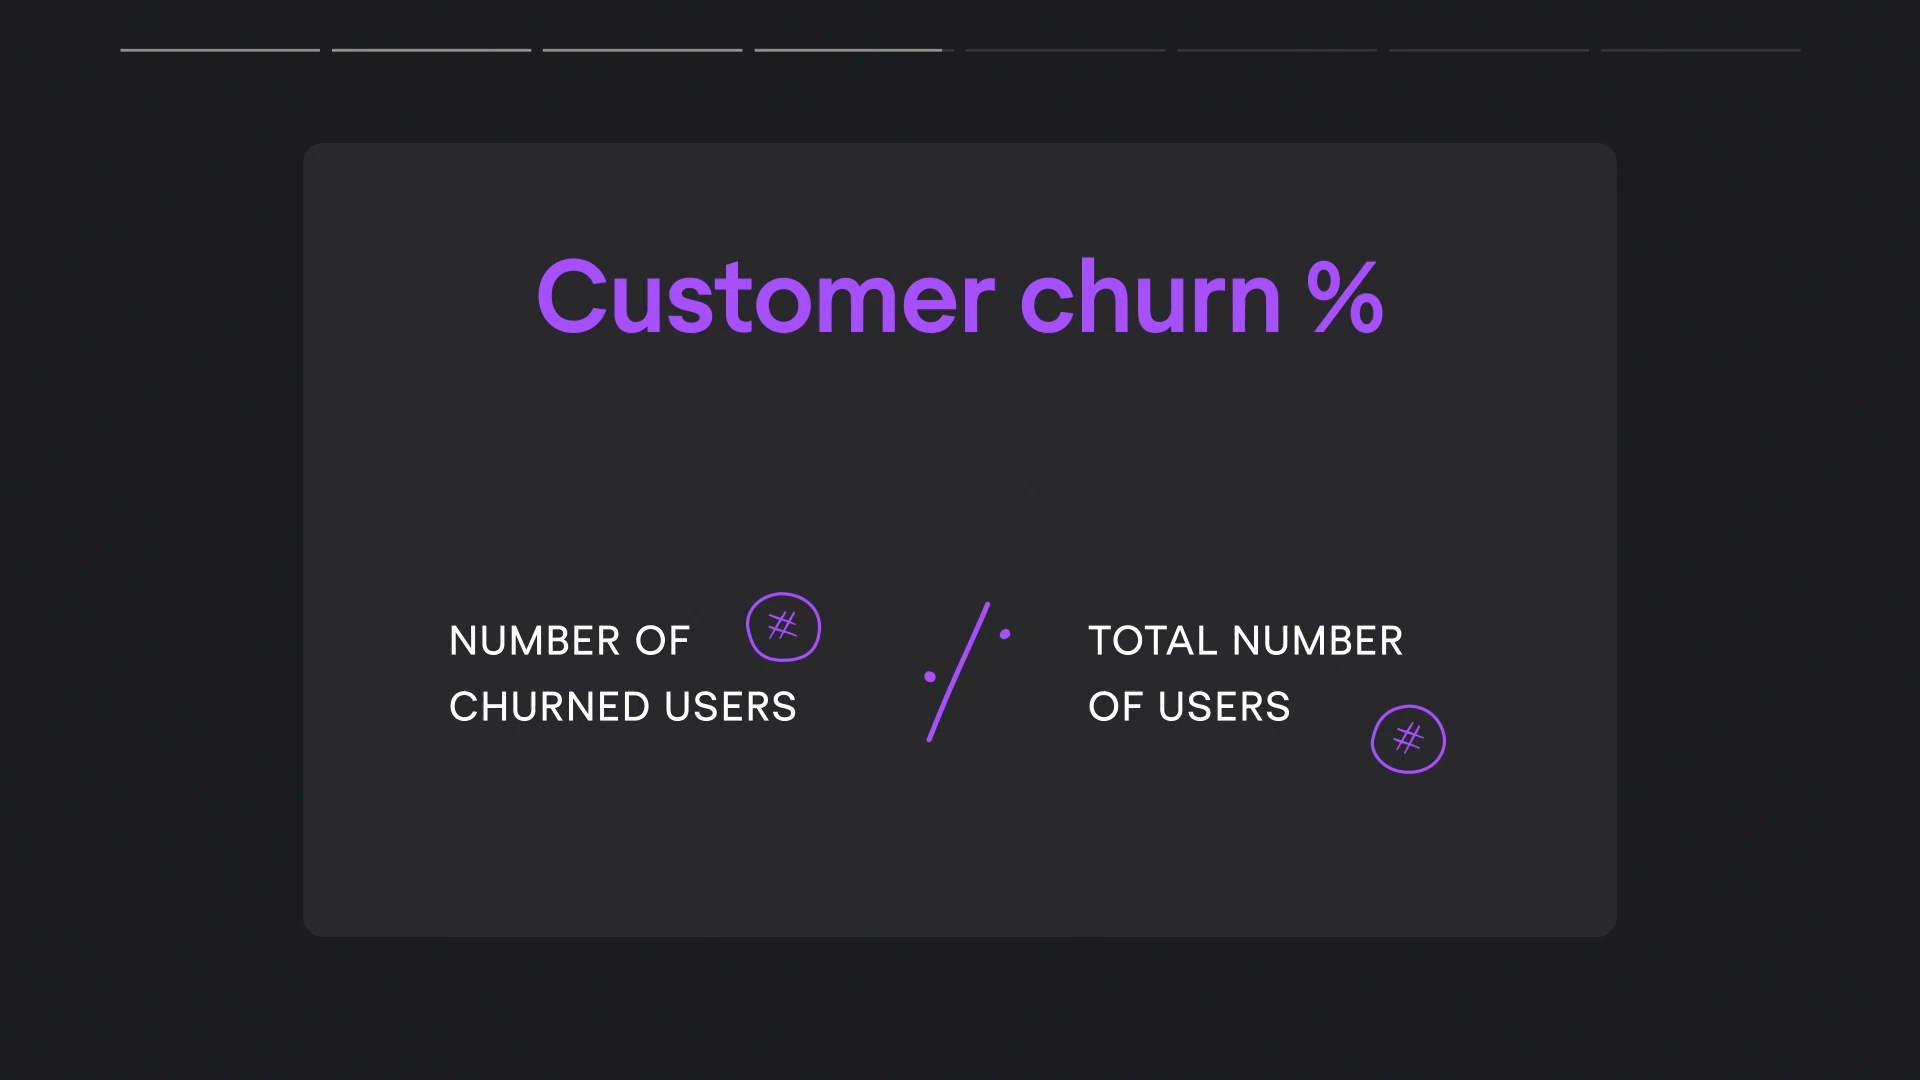 Customer churn %
NUMBER OF #
CHURNED USERS
TOTAL NUMBER
OF USERS #